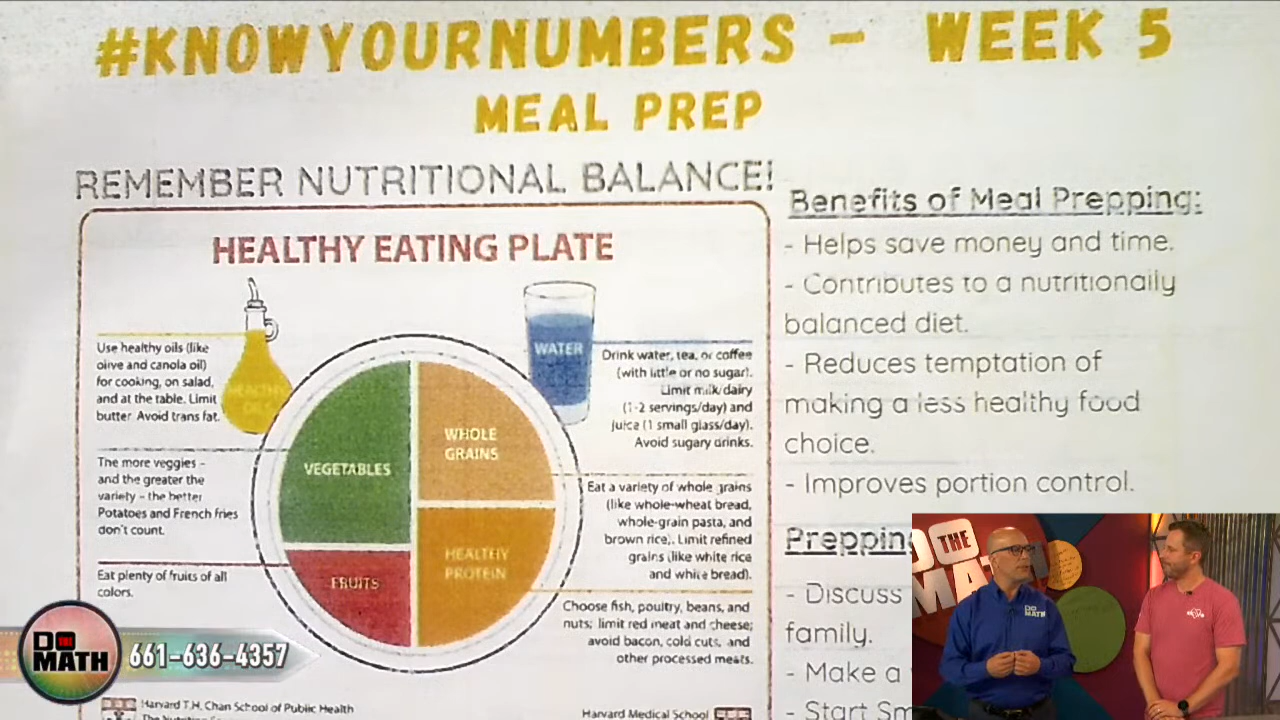 #KNOWYOURNUMBERS - WEEK 5
MEAL PREP
REMEMBER NUTRITIONAL BALANCE!
HEALTHY EATING PLATE
Use healthy oils (like
olive and canola oil)
for cooking, on salad,
and at the table. Limit
butter. Avoid trans fat.
HEALTHY
OILS
WATER
Drink water, tea, or coffee
(with little or no sugar).
Limit milk/dairy
(1-2 servings/day) and
juice (1 small glass/day).
Avoid sugary drinks.
The more veggies –
and the greater the
variety – the better
Potatoes and French fries
don't count.
VEGETABLES
WHOLE
GRAINS
Eat a variety of whole grains
(like whole-wheat bread,
whole-grain pasta, and
brown rice). Limit refined
grains (like white rice
and white bread).
Eat plenty of fruits of all
colors.
FRUITS
HEALTHY
PROTEIN
Choose fish, poultry, beans, and
nuts; limit red meat and cheese;
avoid bacon, cold cuts, and
other processed meats.
Harvard T.H. Chan School of Public Health
The Nutrition
Harvard Medical School
Benefits of Meal Prepping:
- Helps save money and time.
- Contributes to a nutritionally
balanced diet.
- Reduces temptation of
making a less healthy food
choice.
- Improves portion control.
Prepping
- Discuss
family.
- Make a
- Start Sm
DO THE MATH
661-636-4357
THE
MATH
DO
MATH